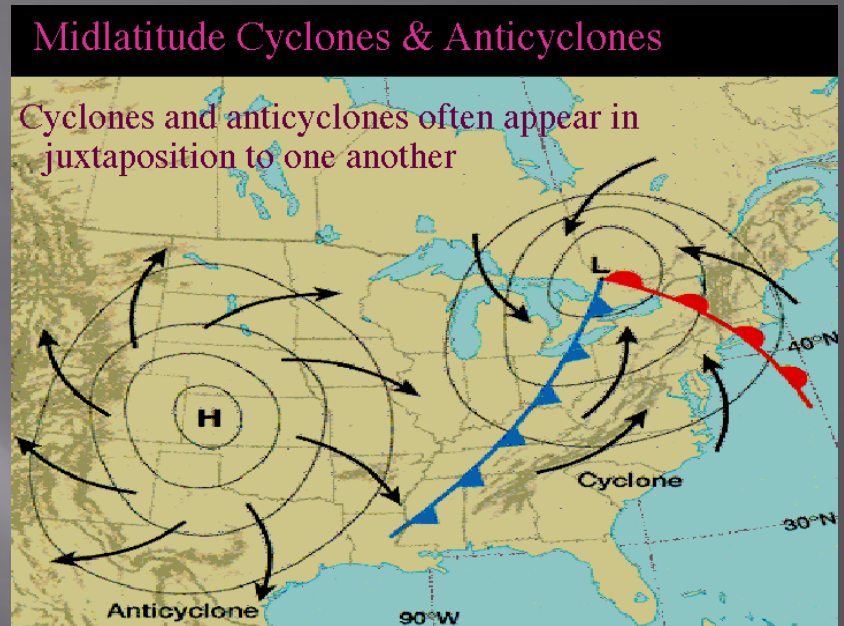 Midlatitude Cyclones & Anticyclones
Cyclones and anticyclones often appear in
juxtaposition to one another
L
40°N
H
Cyclone
30°N
Anticyclone
90°W